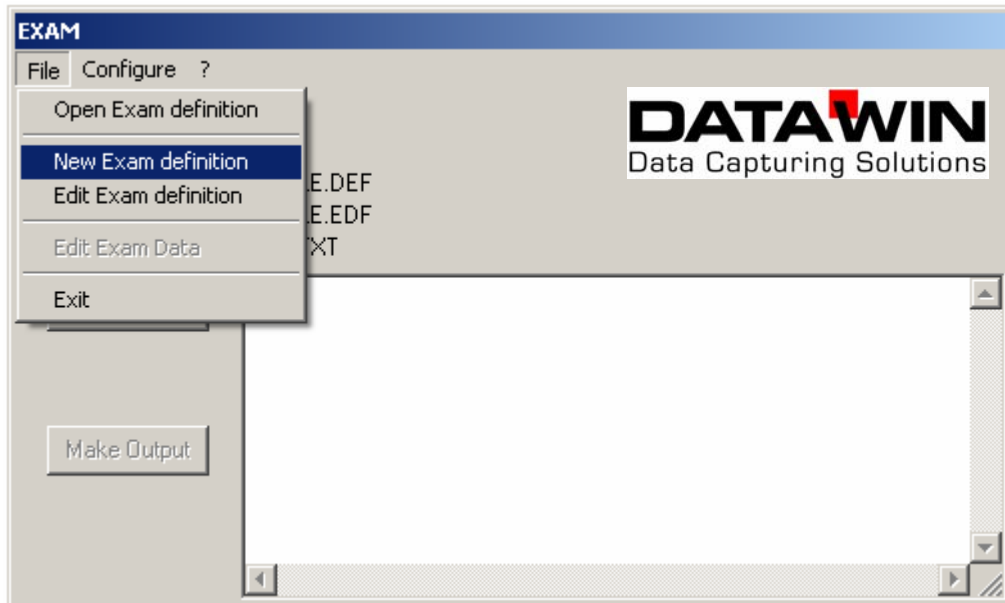 EXAM
File Configure ?
Open Exam definition
New Exam definition
Edit Exam definition
Edit Exam Data
Exit
DATAWIN
Data Capturing Solutions
E.DEF
E.EDF
XT
Make Output